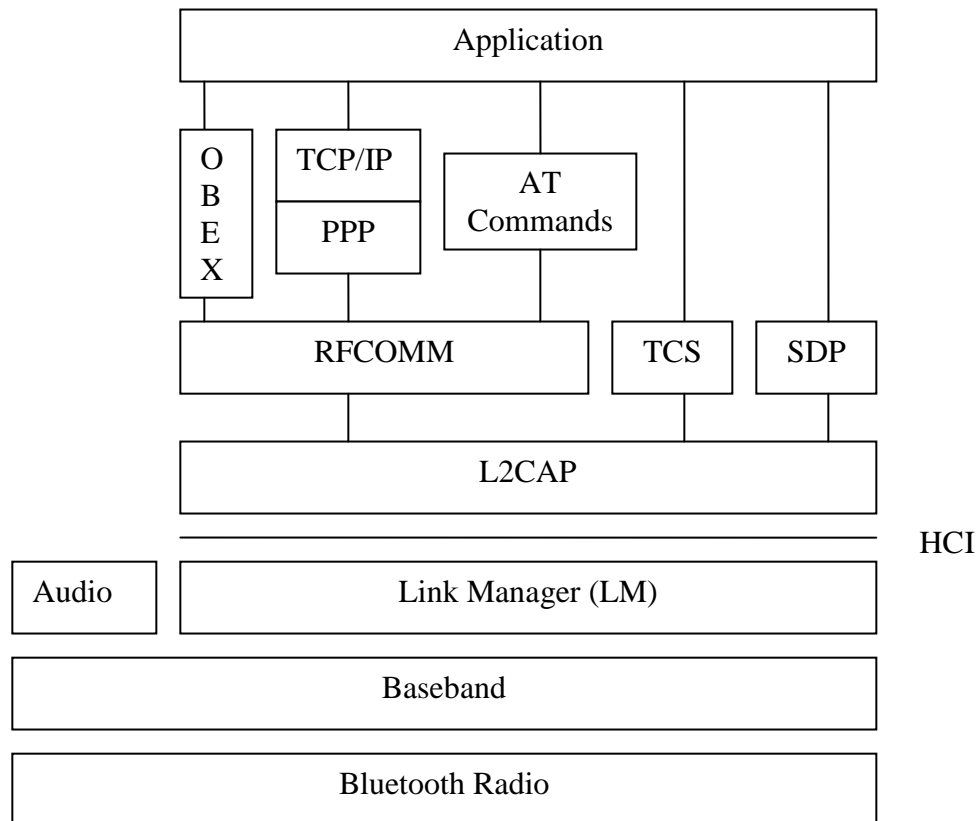 Application
O
B
E
X
TCP/IP
PPP
AT
Commands
RFCOMM
TCS
SDP
L2CAP
HCI
Audio
Link Manager (LM)
Baseband
Bluetooth Radio